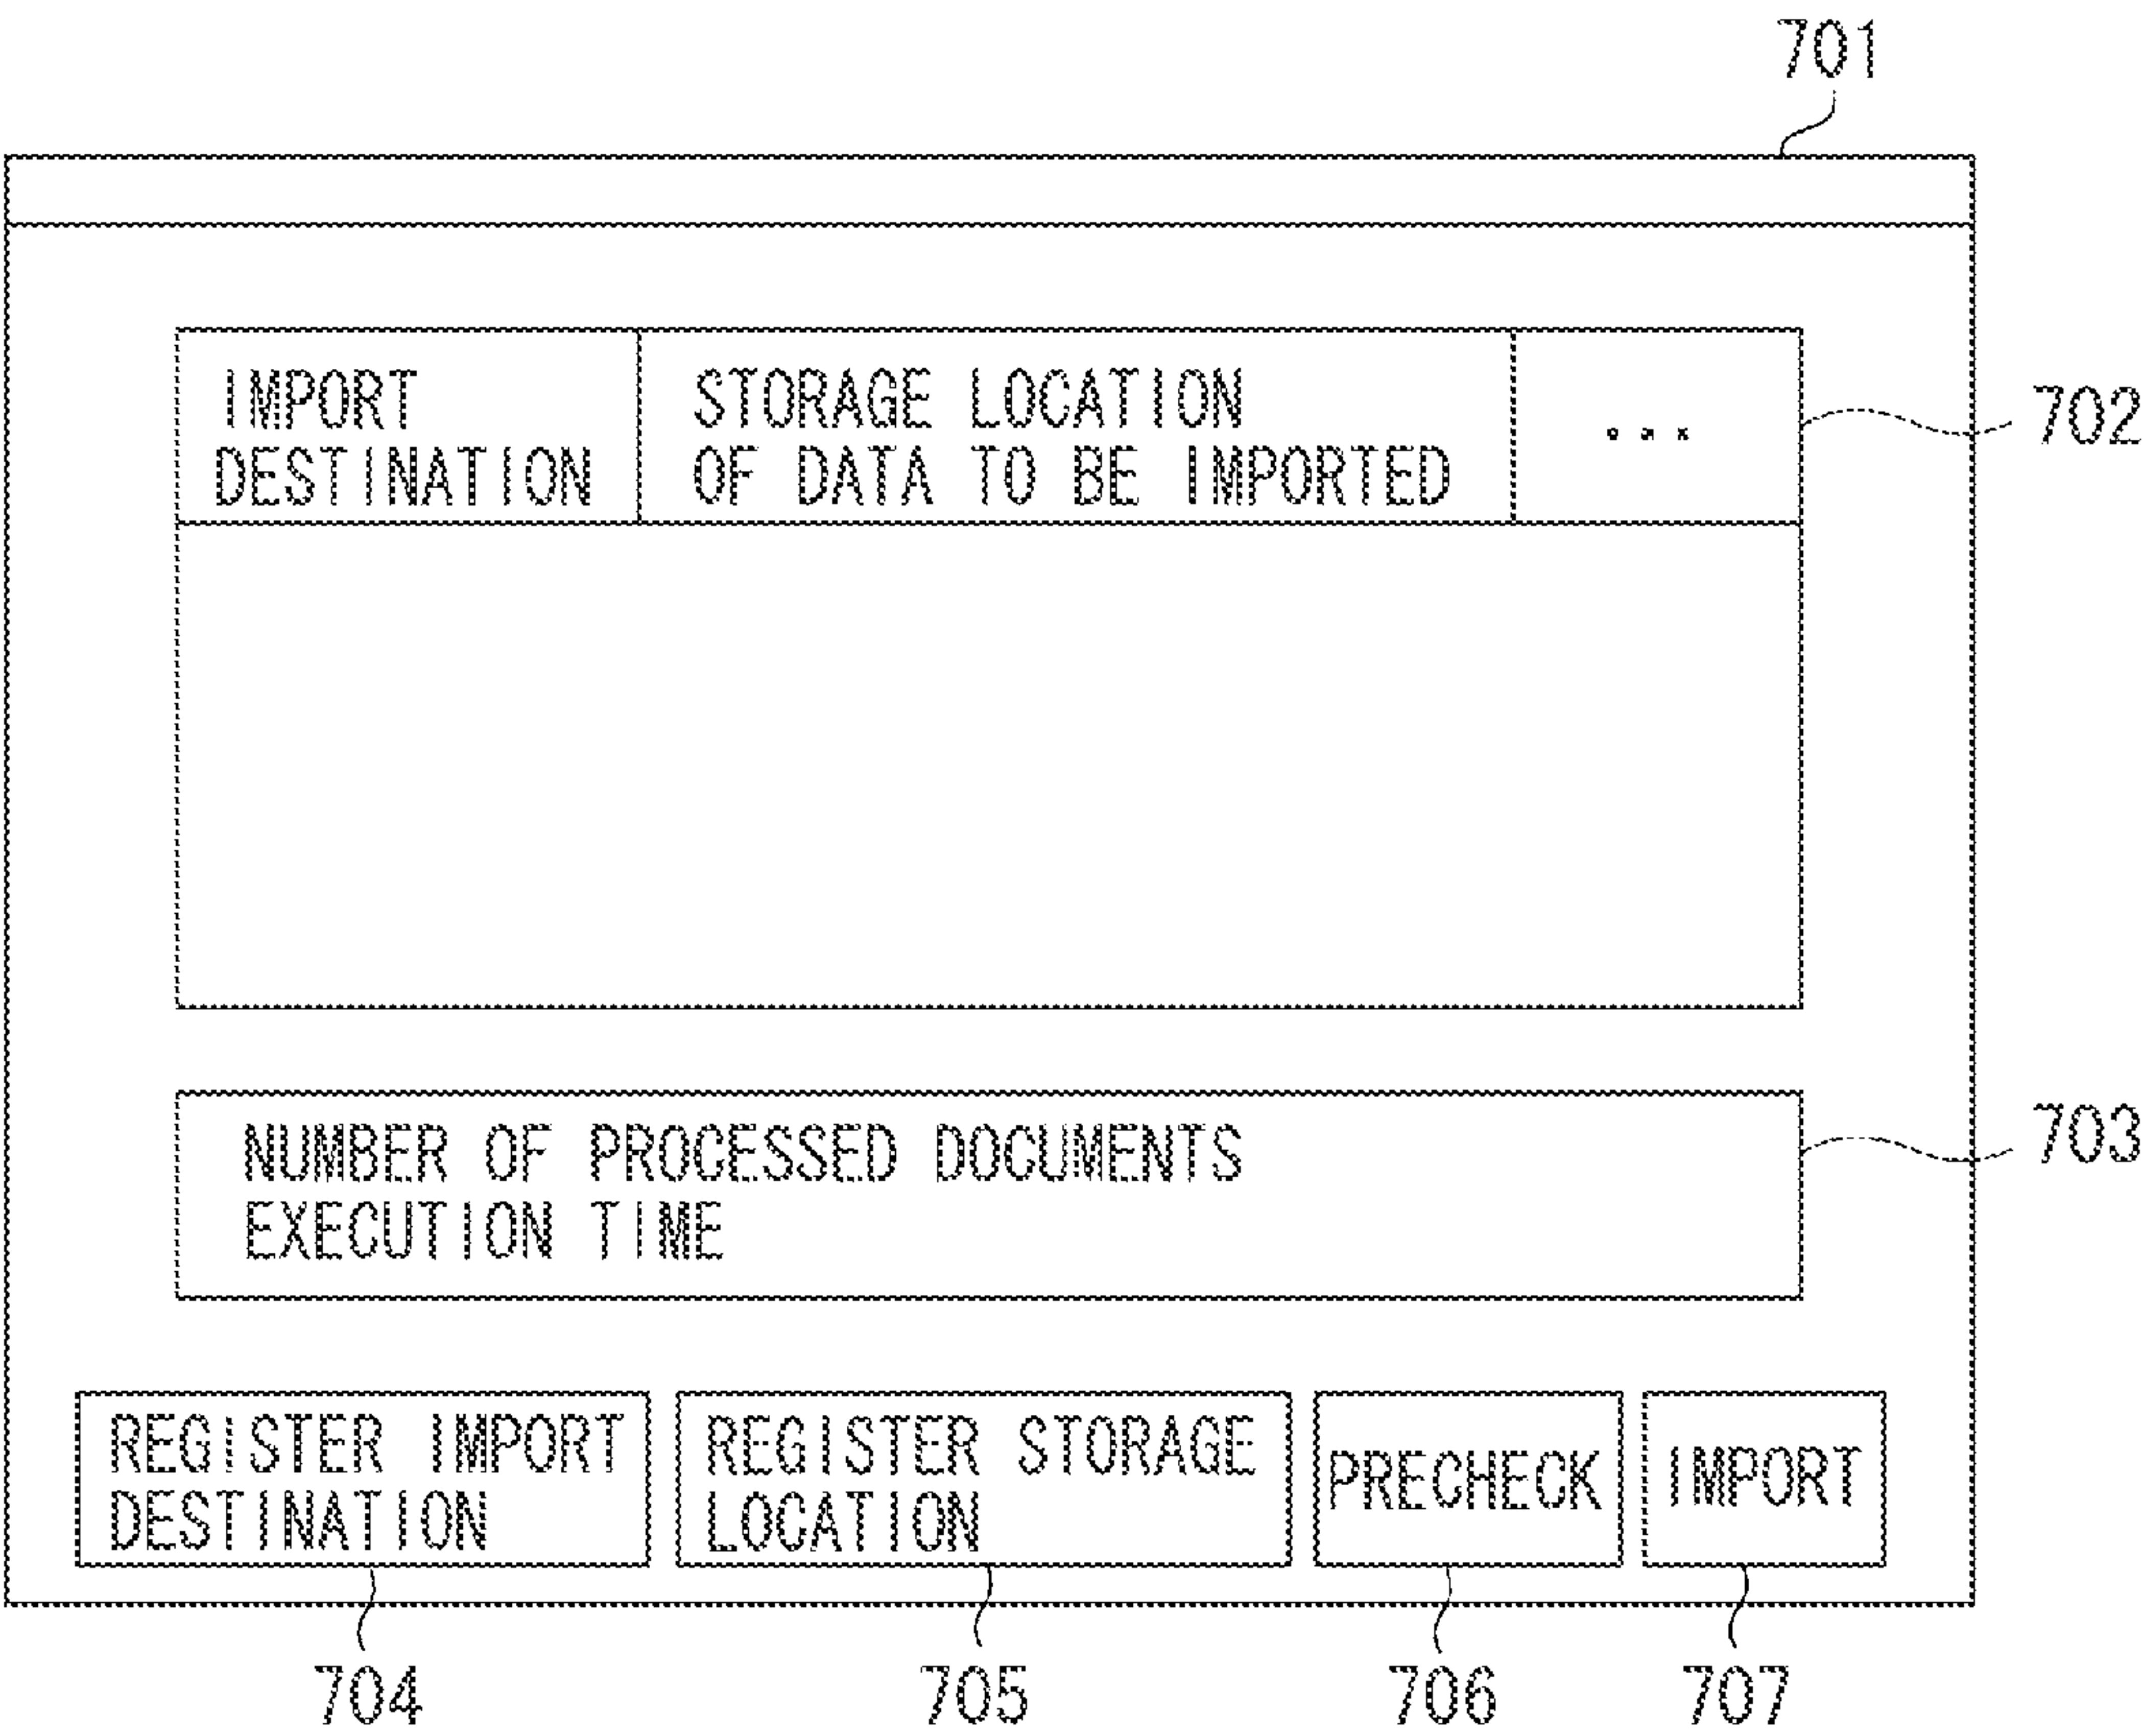 701
IMPORT
DESTINATION
STORAGE LOCATION
OF DATA TO BE IMPORTED
...
702
NUMBER OF PROCESSED DOCUMENTS
EXECUTION TIME
703
REGISTER IMPORT
DESTINATION
REGISTER STORAGE
LOCATION
PRECHECK
IMPORT
704
705
706
707